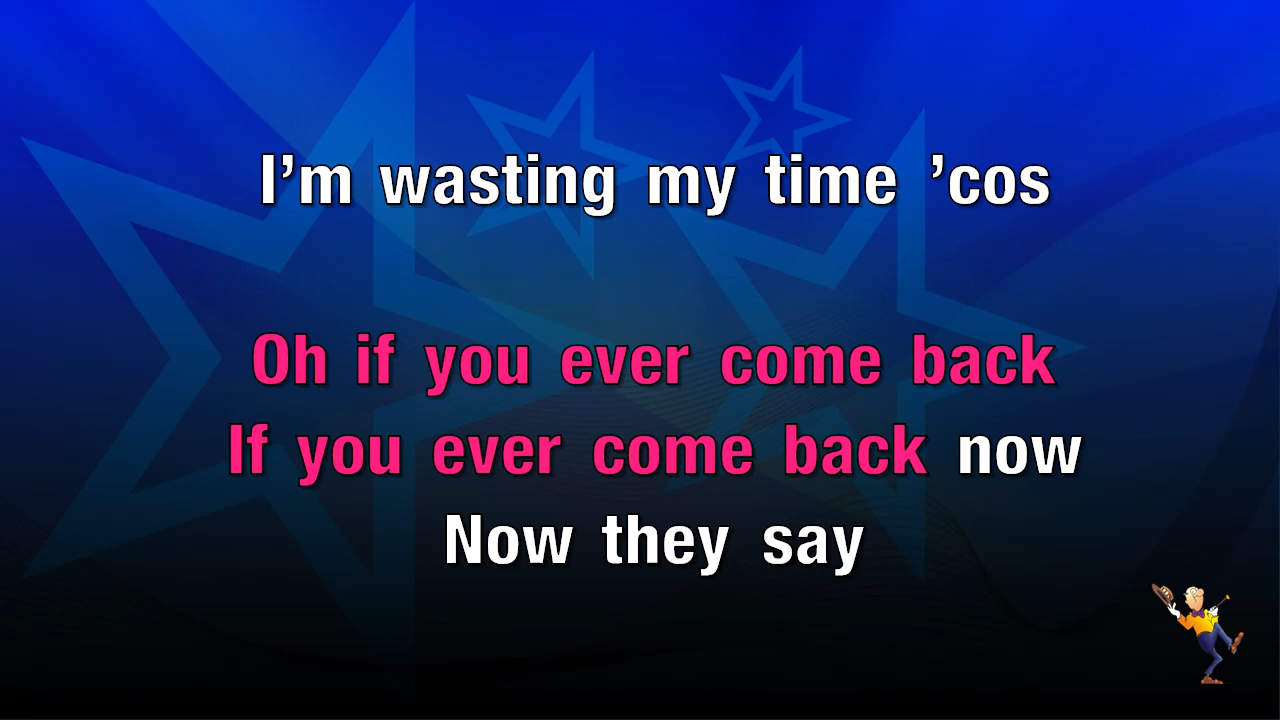 I’m wasting my time ’cos
Oh if you ever come back
If you ever come back now
Now they say